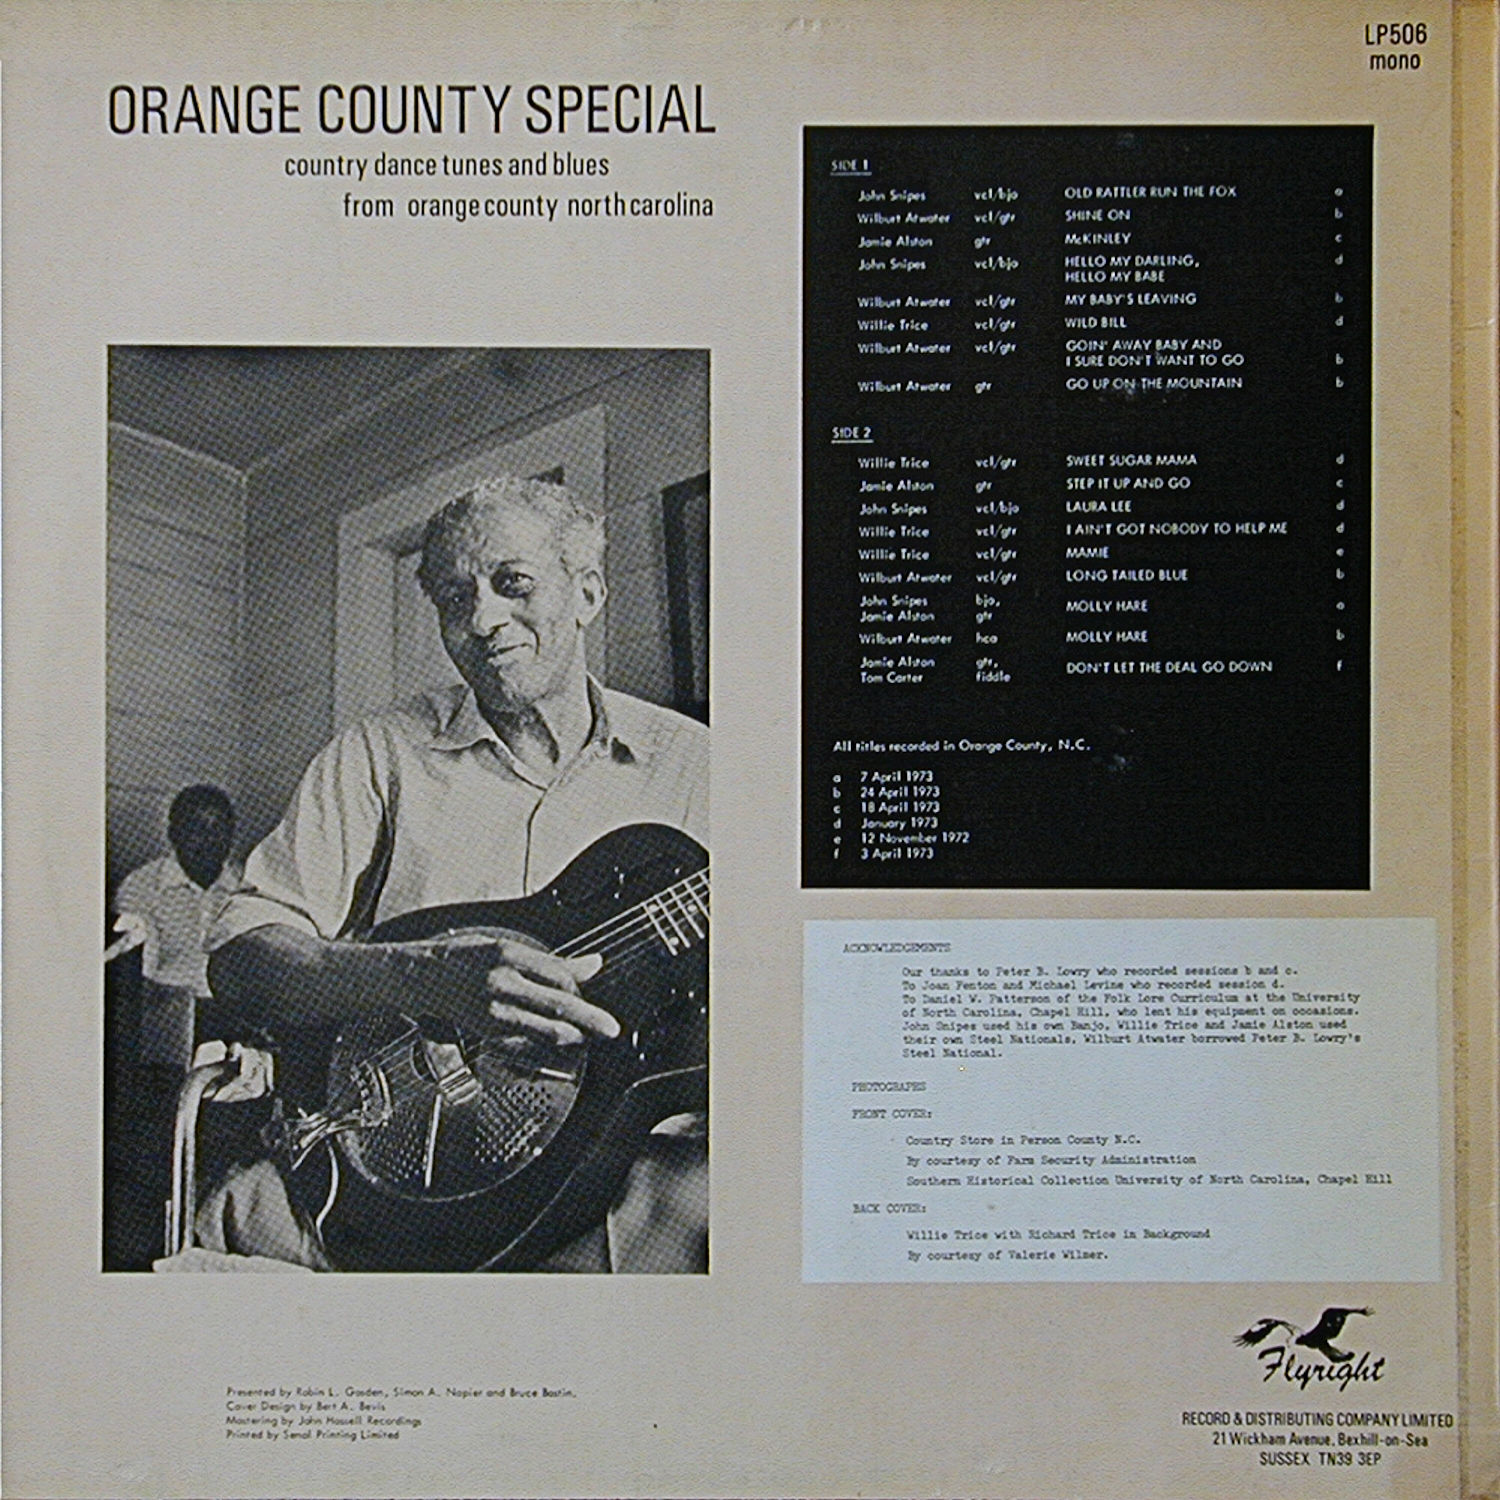 LP506
mono
ORANGE COUNTY SPECIAL
country dance tunes and blues
from orange county north carolina
SIDE 1
John Snipes vcl/bjo OLD RATTLER RUN THE FOX a
Wilburt Atwater vcl/gtr SHINE ON b
Jamie Alston gtr McKINLEY c
John Snipes vcl/bjo HELLO MY DARLING, d
HELLO MY BABE
Wilburt Atwater vcl/gtr MY BABY'S LEAVING b
Willie Trice vcl/gtr WILD BILL d
Wilburt Atwater vcl/gtr GOIN' AWAY BABY AND
I SURE DON'T WANT TO GO b
Wilburt Atwater gtr GO UP ON THE MOUNTAIN b
SIDE 2
Willie Trice vcl/gtr SWEET SUGAR MAMA d
Jamie Alston gtr STEP IT UP AND GO c
John Snipes vcl/bjo LAURA LEE d
Willie Trice vcl/gtr I AIN'T GOT NOBODY TO HELP ME d
Willie Trice vcl/gtr MAMIE e
Wilburt Atwater vcl/gtr LONG TAILED BLUE b
John Snipes bjo, MOLLY HARE a
Jamie Alston gtr
Wilburt Atwater hca MOLLY HARE b
Jamie Alston gtr, DON'T LET THE DEAL GO DOWN f
Tom Carter fiddle
All titles recorded in Orange County, N.C.
a 7 April 1973
b 24 April 1973
c 18 April 1973
d January 1973
e 12 November 1972
f 3 April 1973
ACKNOWLEDGEMENTS
Our thanks to Peter B. Lowry who recorded sessions b and c.
To Joan Fenton and Michael Levine who recorded session d.
To Daniel W. Patterson of the Folk Lore Curriculum at the University
of North Carolina, Chapel Hill, who lent his equipment on occasions.
John Snipes used his own Banjo, Willie Trice and Jamie Alston used
their own Steel Nationals, Wilburt Atwater borrowed Peter B. Lowry's
Steel National.
PHOTOGRAPHS
FRONT COVER:
Country Store in Person County N.C.
By courtesy of Farm Security Administration
Southern Historical Collection University of North Carolina, Chapel Hill
BACK COVER:
Willie Trice with Richard Trice in Background
By courtesy of Valerie Wilmer.
Presented by Robin L. Gosden, Simon A. Napier and Bruce Bastin.
Cover Design by Bert A. Bevis
Mastering by John Hassell Recordings
Printed by Senol Printing Limited
Flyright
RECORD & DISTRIBUTING COMPANY LIMITED
21 Wickham Avenue, Bexhill-on-Sea
SUSSEX TN39 3EP